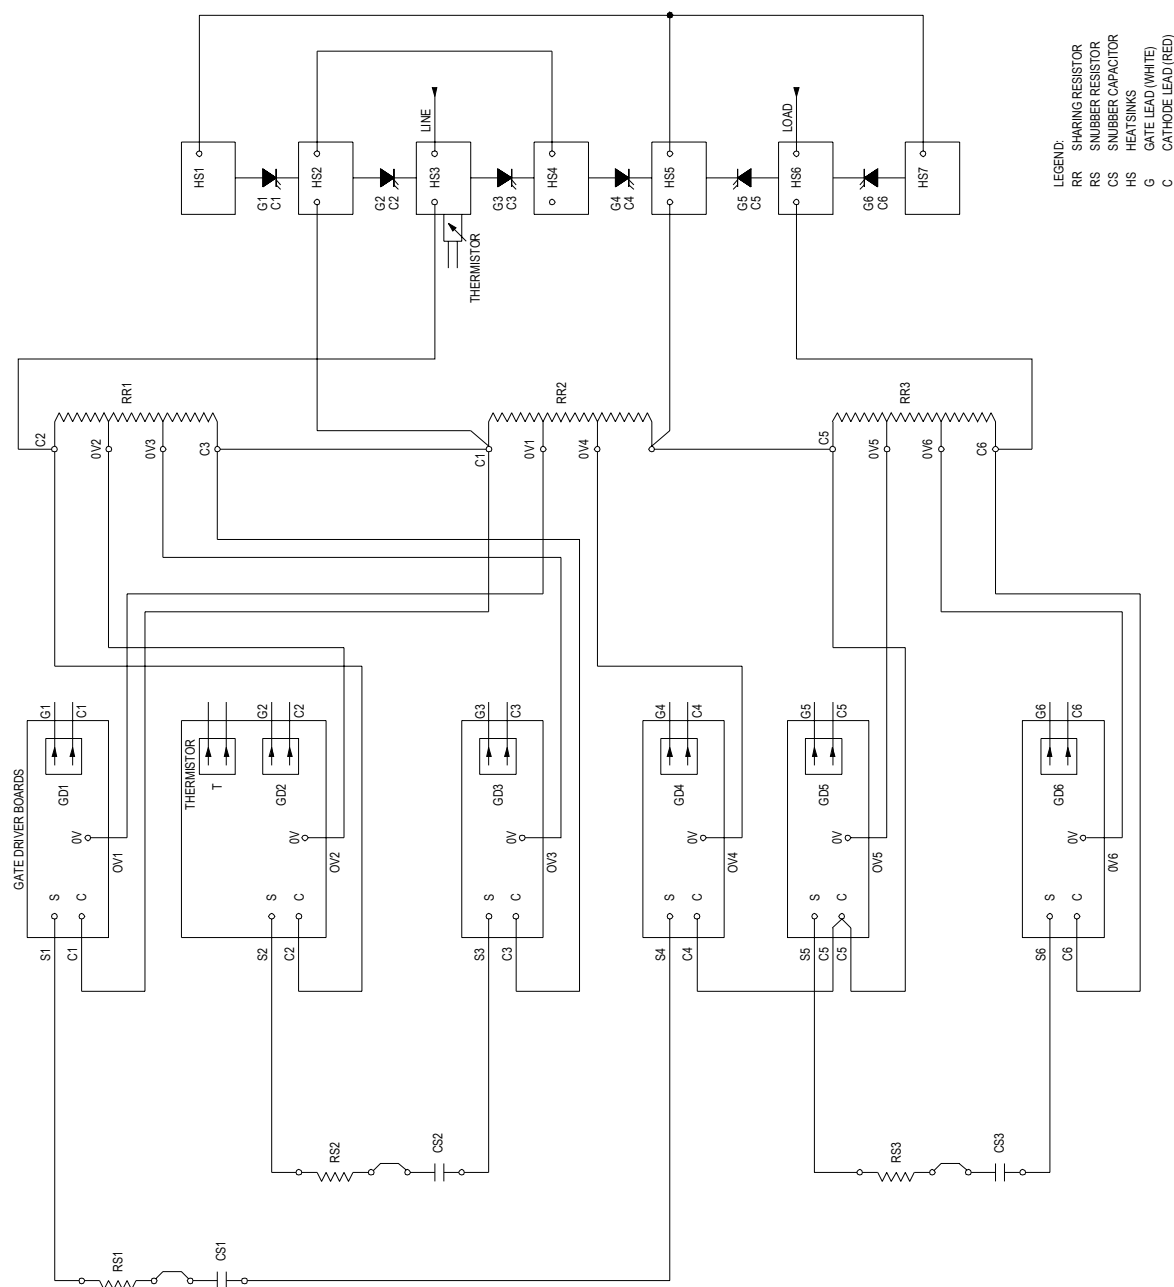 HS1
HS2
HS3
HS4
HS5
HS6
HS7
LINE
LOAD
G1
C1
G2
C2
G3
C3
G4
C4
G5
C5
G6
C6
THERMISTOR
LEGEND:
RR SHARING RESISTOR
RS SNUBBER RESISTOR
CS SNUBBER CAPACITOR
HS HEATSINKS
G GATE LEAD (WHITE)
C CATHODE LEAD (RED)
RR1
RR2
RR3
C2
0V2
0V3
C3
C1
0V1
0V4
C5
0V5
0V6
C6
GATE DRIVER BOARDS
G1
C1
GD1
0V
OV1
S
C
S1
C1
THERMISTOR
T
G2
C2
GD2
0V
OV2
S
C
S2
C2
G3
C3
GD3
0V
OV3
S
C
S3
C3
G4
C4
GD4
0V
OV4
S
C
S4
C4
G5
C5
GD5
0V
OV5
S
C
S5
C5
C5
G6
C6
GD6
0V
0V6
S
C
S6
C6
RS2
CS2
RS3
CS3
RS1
CS1